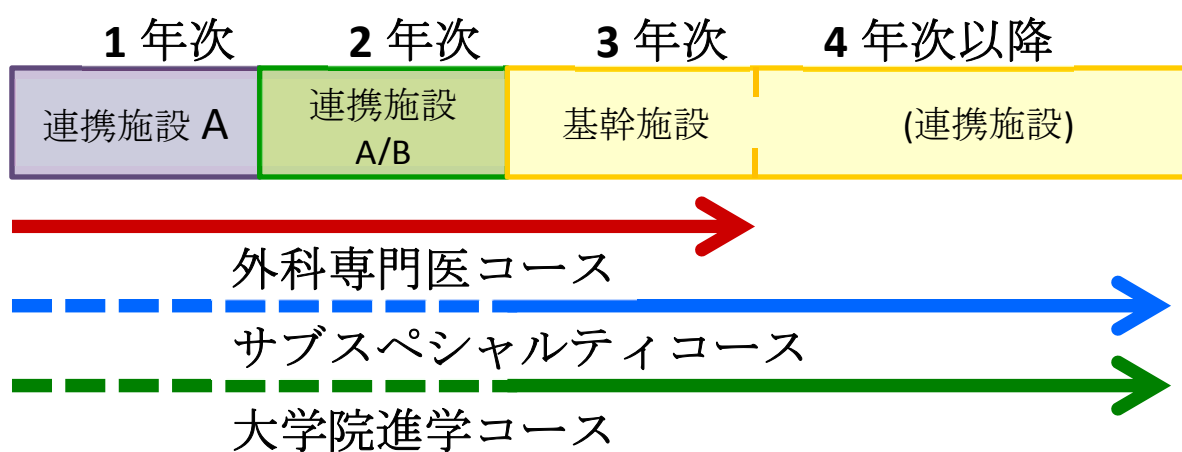 1 年次 2 年次 3 年次 4 年次以降
連携施設 A 連携施設 A/B 基幹施設 (連携施設)
外科専門医コース
サブスペシャルティコース
大学院進学コース